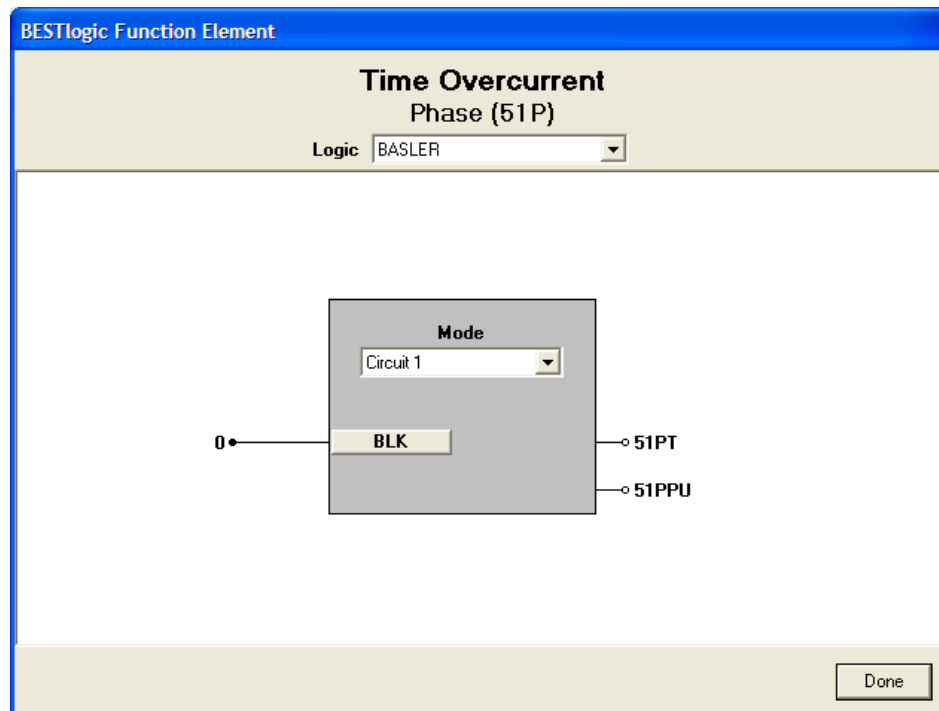 BESTlogic Function Element
Time Overcurrent
Phase (51P)
Logic BASLER
Mode
Circuit 1
0 BLK 51PT
51PPU
Done